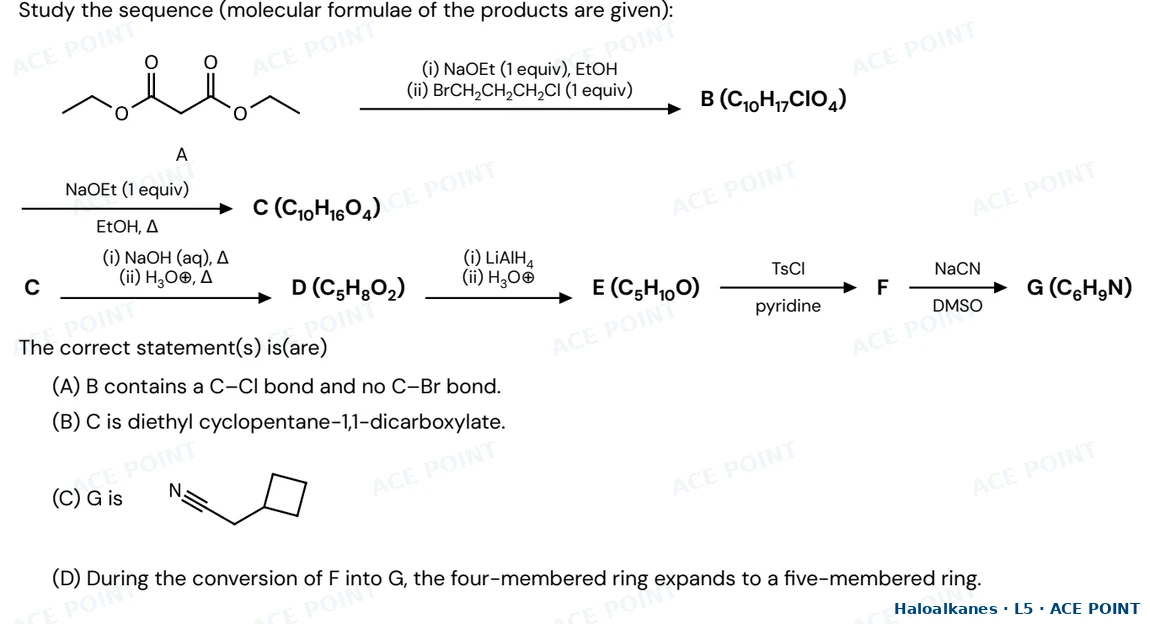 Study the sequence (molecular formulae of the products are given):
O O
O O
A
(i) NaOEt (1 equiv), EtOH
(ii) BrCH₂CH₂CH₂Cl (1 equiv)
B (C₁₀H₁₇ClO₄)
NaOEt (1 equiv)
EtOH, Δ
C (C₁₀H₁₆O₄)
C
(i) NaOH (aq), Δ
(ii) H₃O⊕, Δ
D (C₅H₈O₂)
(i) LiAlH₄
(ii) H₃O⊕
E (C₅H₁₀O)
TsCl
pyridine
F
NaCN
DMSO
G (C₆H₉N)
The correct statement(s) is(are)
(A) B contains a C–Cl bond and no C–Br bond.
(B) C is diethyl cyclopentane-1,1-dicarboxylate.
(C) G is
N
(D) During the conversion of F into G, the four-membered ring expands to a five-membered ring.
Haloalkanes · L5 · ACE POINT